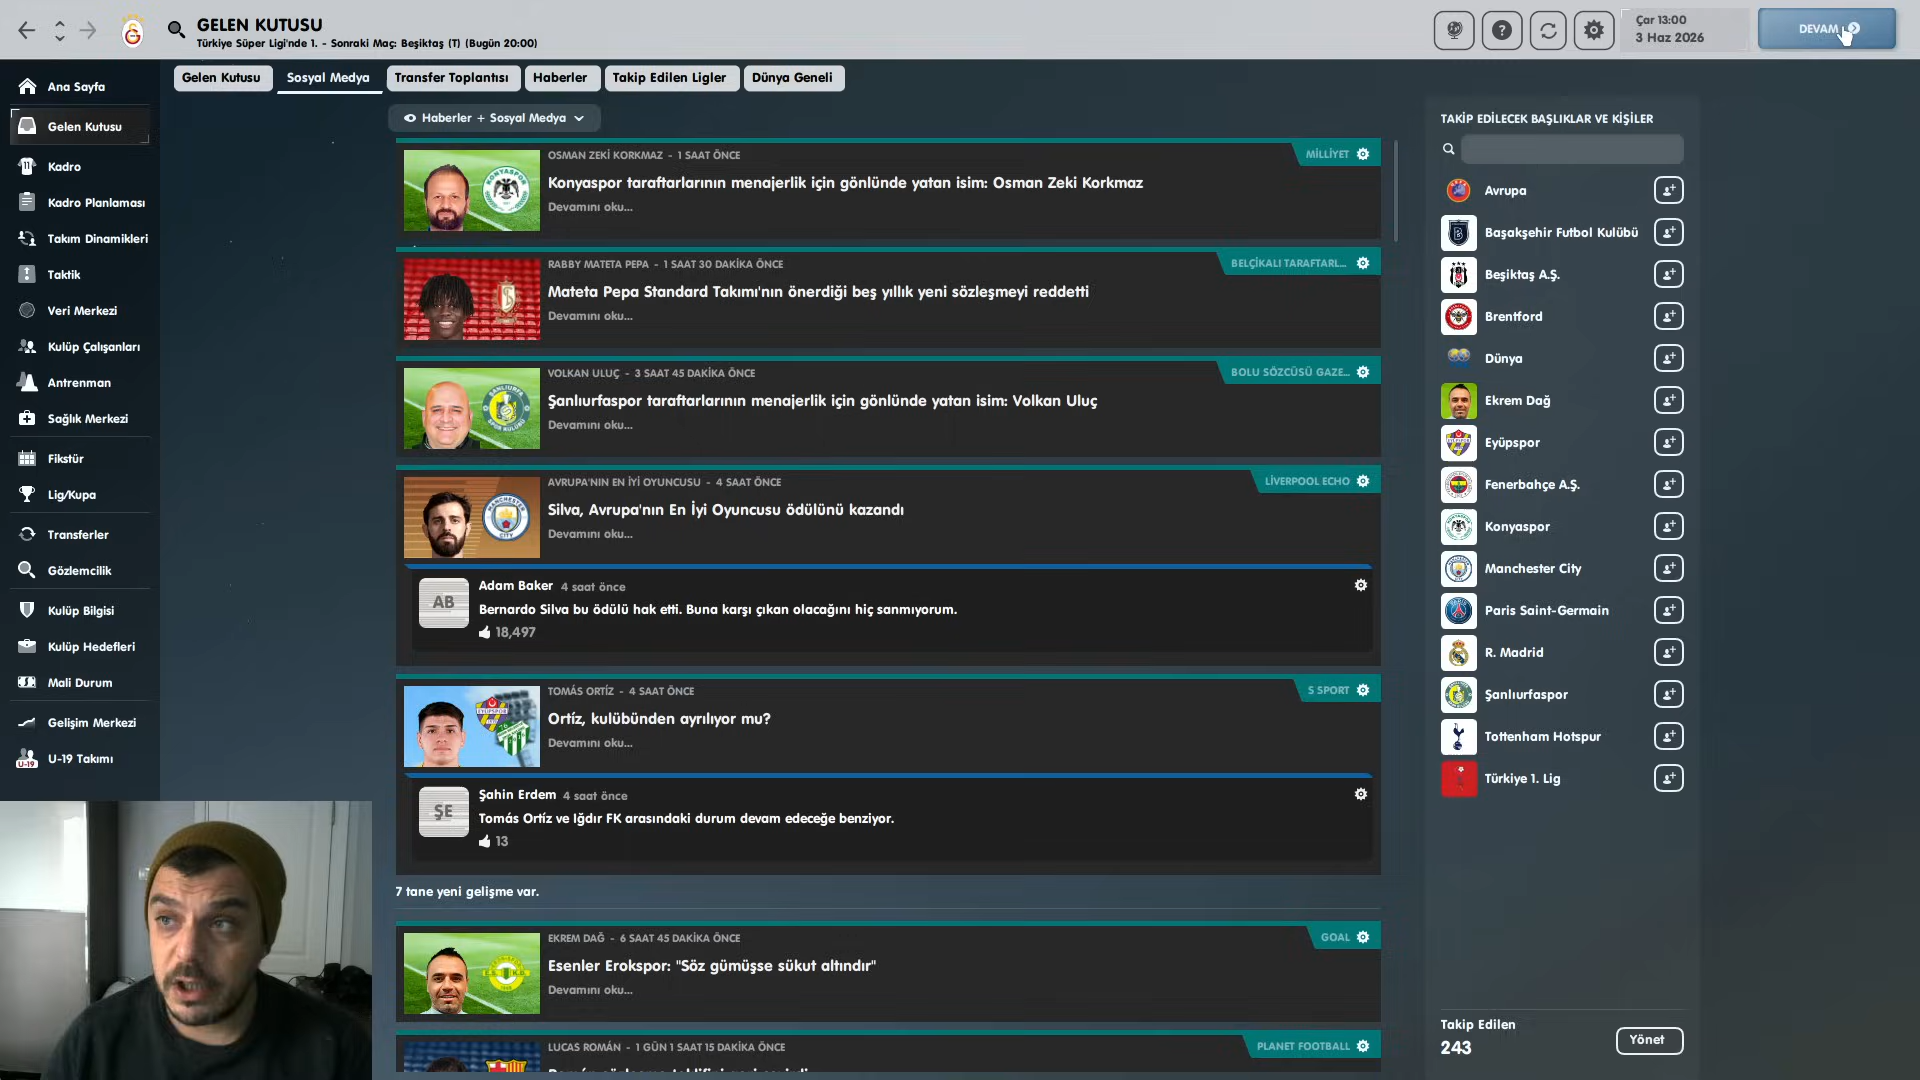 GELEN KUTUSU
Türkiye Süper Ligi'nde 1. - Sonraki Maç: Beşiktaş (T) (Bugün 20:00)
Çar 13:00
3 Haz 2026
DEVAM
Ana Sayfa
Gelen Kutusu
Kadro
Kadro Planlaması
Takım Dinamikleri
Taktik
Veri Merkezi
Kulüp Çalışanları
Antrenman
Sağlık Merkezi
Fikstür
Lig/Kupa
Transferler
Gözlemcilik
Kulüp Bilgisi
Kulüp Hedefleri
Mali Durum
Gelişim Merkezi
U-19
U-19 Takımı
Gelen Kutusu
Sosyal Medya
Transfer Toplantısı
Haberler
Takip Edilen Ligler
Dünya Geneli
Haberler + Sosyal Medya
OSMAN ZEKİ KORKMAZ - 1 SAAT ÖNCE
MİLLİYET
Konyaspor taraftarlarının menajerlik için gönlünde yatan isim: Osman Zeki Korkmaz
Devamını oku...
RABBY MATETA PEPA - 1 SAAT 30 DAKİKA ÖNCE
BELÇİKALI TARAFTARL...
Mateta Pepa Standard Takımı'nın önerdiği beş yıllık yeni sözleşmeyi reddetti
Devamını oku...
VOLKAN ULUÇ - 3 SAAT 45 DAKİKA ÖNCE
BOLU SÖZCÜSÜ GAZE...
Şanlıurfaspor taraftarlarının menajerlik için gönlünde yatan isim: Volkan Uluç
Devamını oku...
AVRUPA'NIN EN İYİ OYUNCUSU - 4 SAAT ÖNCE
LİVERPOOL ECHO
Silva, Avrupa'nın En İyi Oyuncusu ödülünü kazandı
Devamını oku...
AB
Adam Baker 4 saat önce
Bernardo Silva bu ödülü hak etti. Buna karşı çıkan olacağını hiç sanmıyorum.
18,497
TOMÁS ORTÍZ - 4 SAAT ÖNCE
S SPORT
Ortíz, kulübünden ayrılıyor mu?
Devamını oku...
ŞE
Şahin Erdem 4 saat önce
Tomás Ortíz ve Iğdır FK arasındaki durum devam edeceğe benziyor.
13
7 tane yeni gelişme var.
EKREM DAĞ - 6 SAAT 45 DAKİKA ÖNCE
GOAL
Esenler Erokspor: "Söz gümüşse sükut altındır"
Devamını oku...
LUCAS ROMÁN - 1 GÜN 1 SAAT 15 DAKİKA ÖNCE
PLANET FOOTBALL
TAKİP EDİLECEK BAŞLIKLAR VE KİŞİLER
Avrupa
Başakşehir Futbol Kulübü
Beşiktaş A.Ş.
Brentford
Dünya
Ekrem Dağ
Eyüpspor
Fenerbahçe A.Ş.
Konyaspor
Manchester City
Paris Saint-Germain
R. Madrid
Şanlıurfaspor
Tottenham Hotspur
Türkiye 1. Lig
Takip Edilen
243
Yönet